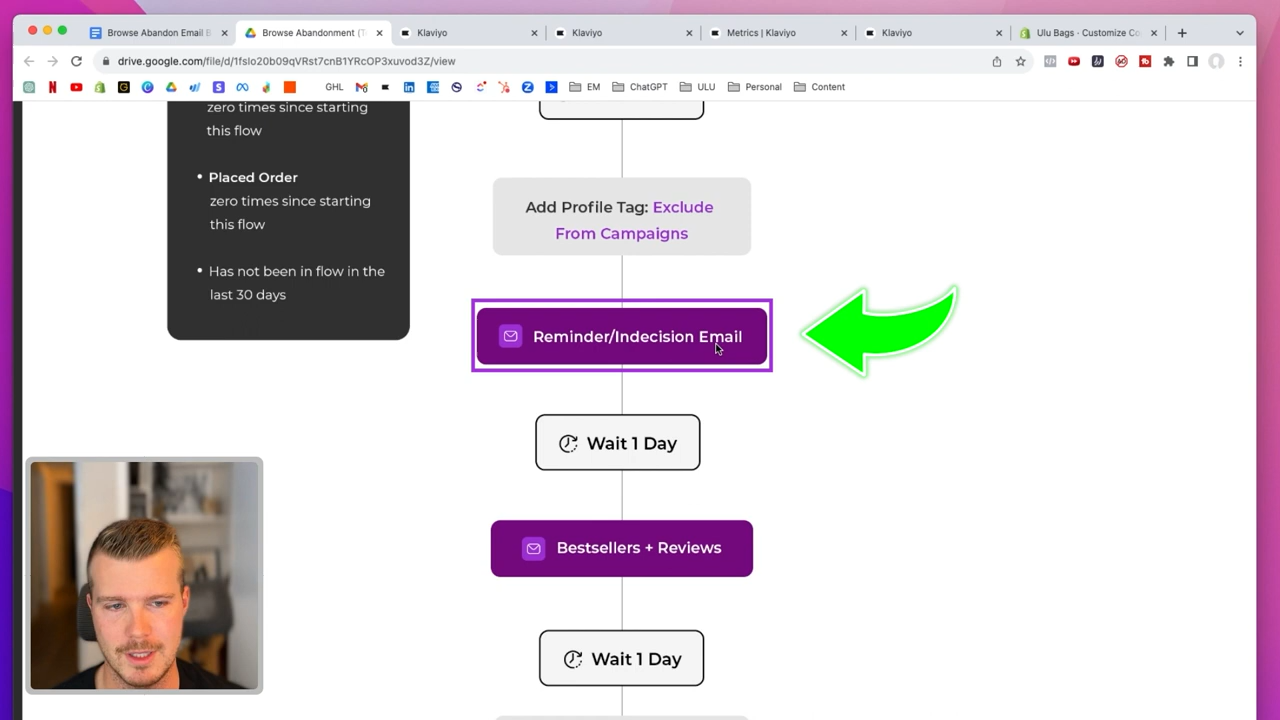 Browse Abandon Email B
Browse Abandonment (T
Klaviyo
Klaviyo
Metrics | Klaviyo
Klaviyo
Ulu Bags · Customize Co
drive.google.com/file/d/1fsIo20b09qVRst7cnB1YRcOP3xuvod3Z/view
GHL
EM
ChatGPT
ULU
Personal
Content
zero times since starting
this flow
• Placed Order
zero times since starting
this flow
• Has not been in flow in the
last 30 days
Add Profile Tag: Exclude
From Campaigns
Reminder/Indecision Email
Wait 1 Day
Bestsellers + Reviews
Wait 1 Day